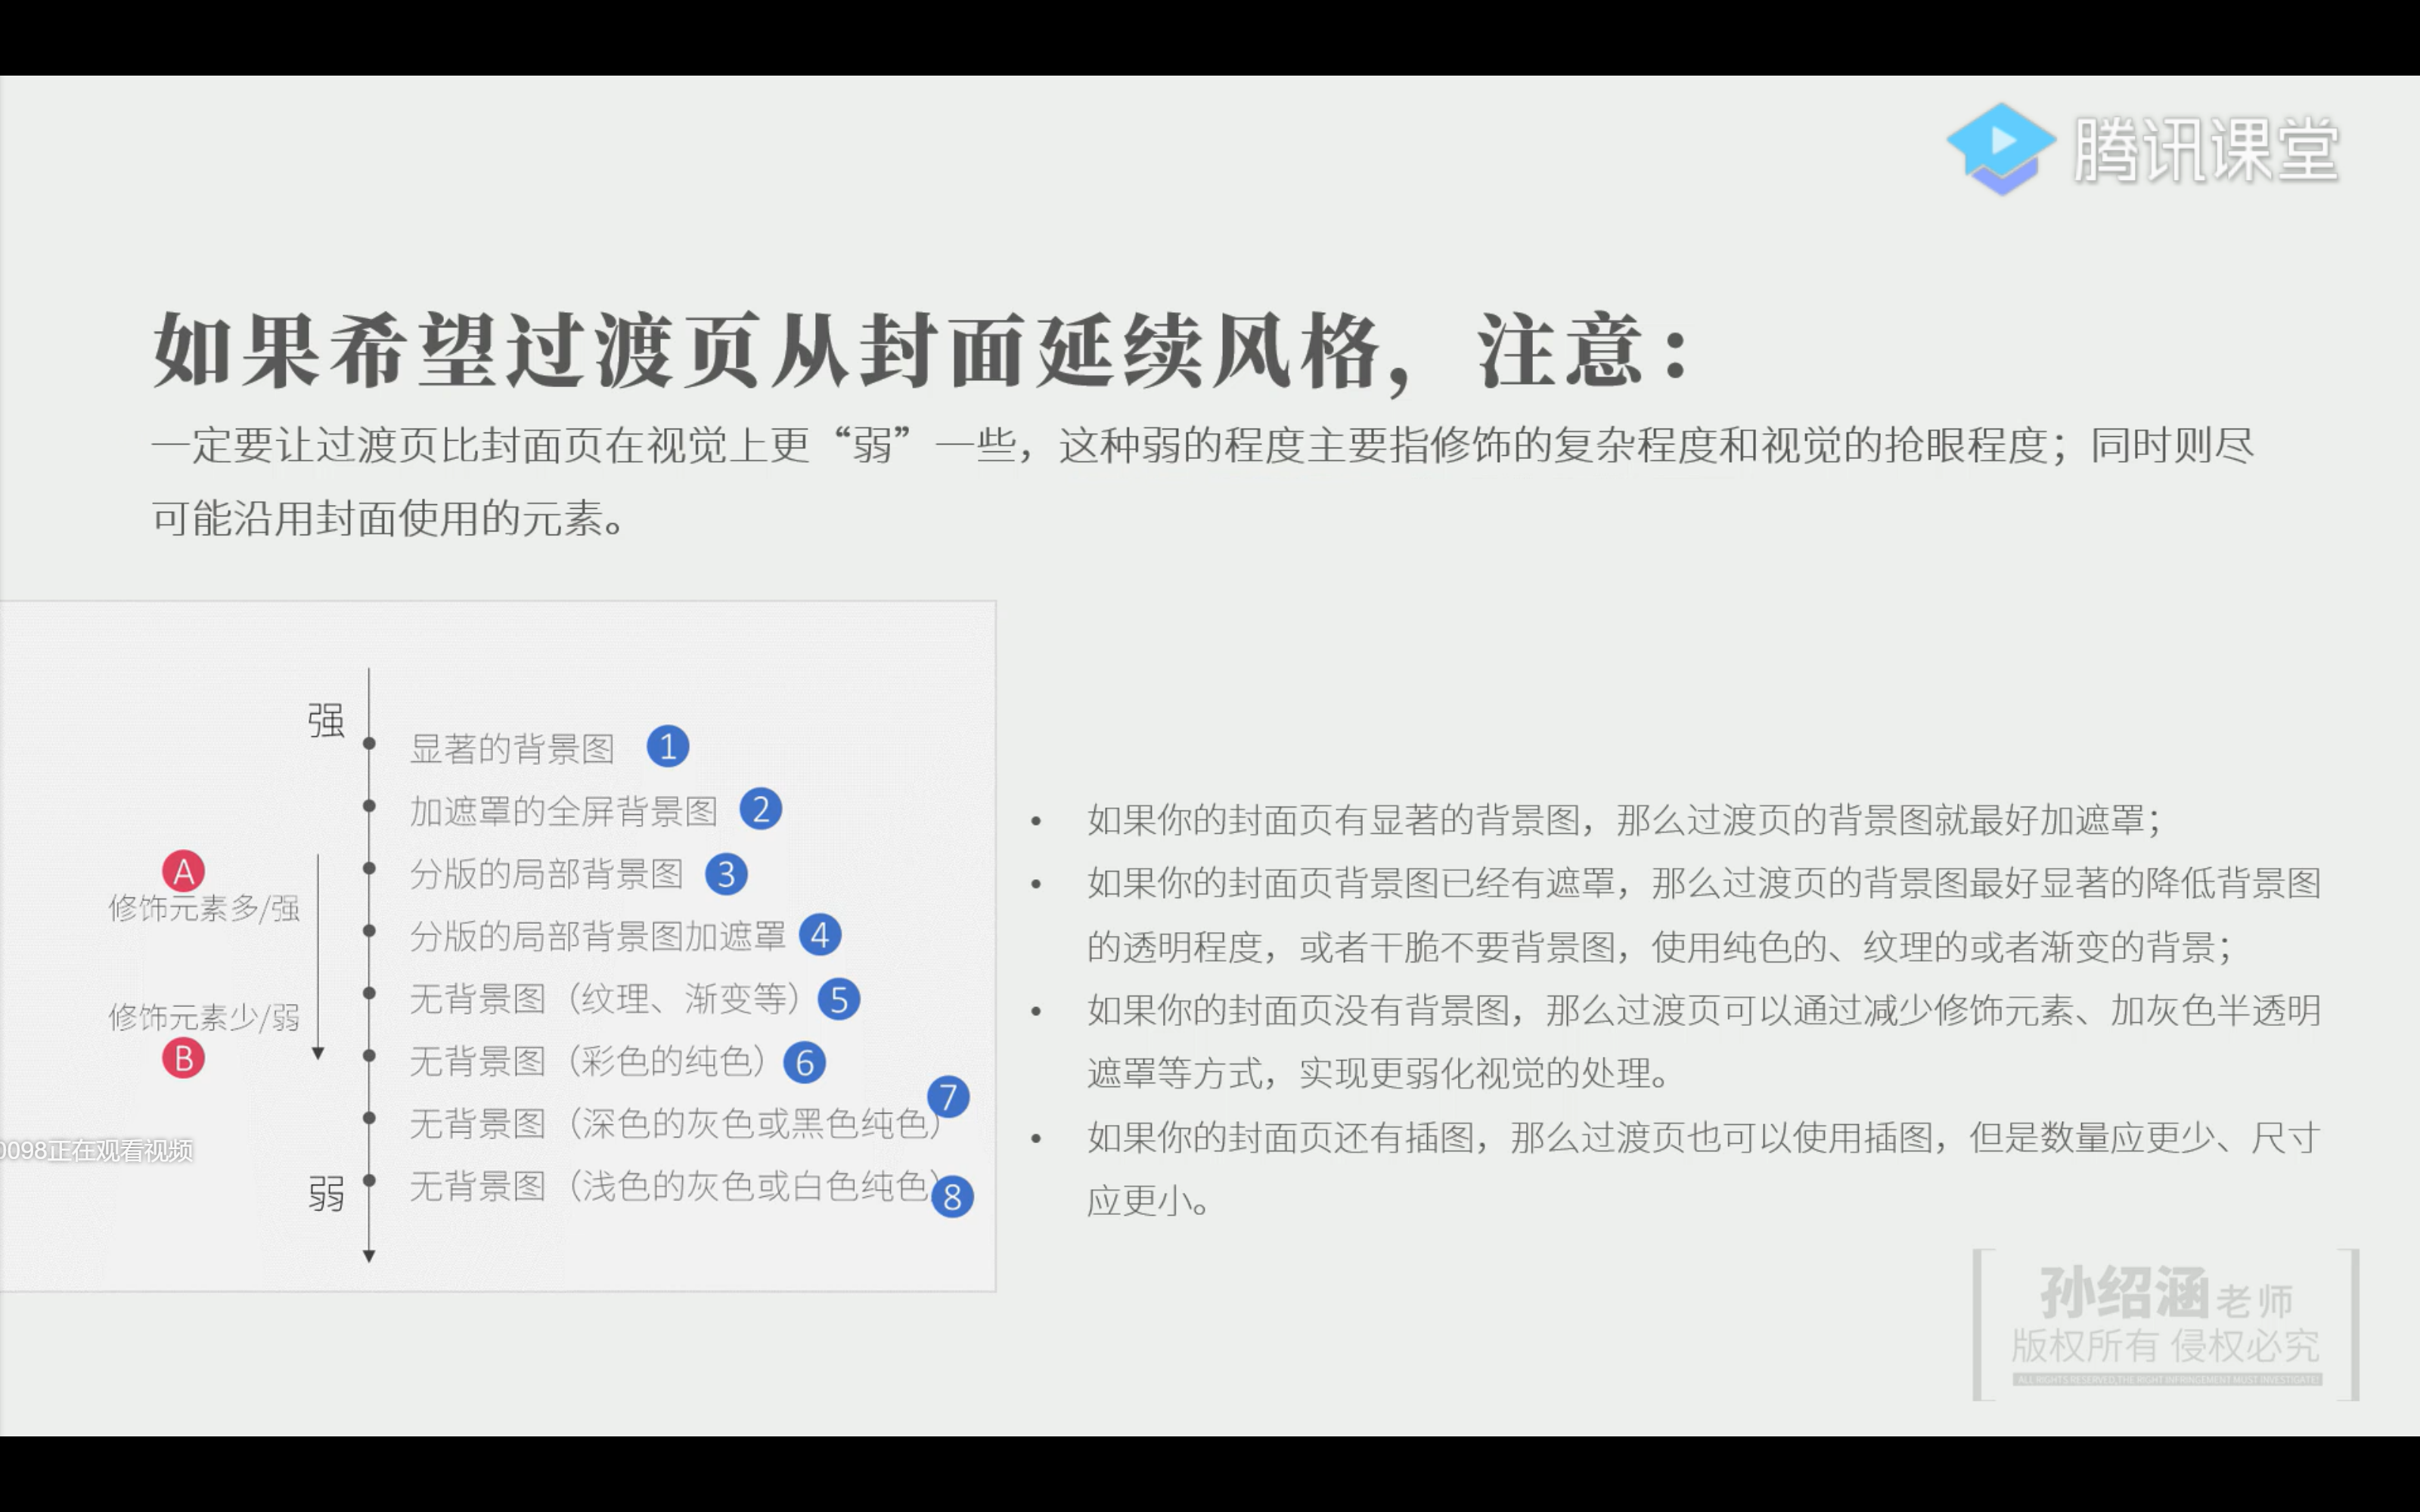 腾讯课堂
如果希望过渡页从封面延续风格，注意：
一定要让过渡页比封面页在视觉上更“弱”一些，这种弱的程度主要指修饰的复杂程度和视觉的抢眼程度；同时则尽
可能沿用封面使用的元素。
强
显著的背景图 1
加遮罩的全屏背景图 2
分版的局部背景图 3
分版的局部背景图加遮罩 4
无背景图（纹理、渐变等） 5
无背景图（彩色的纯色） 6
无背景图（深色的灰色或黑色纯色） 7
无背景图（浅色的灰色或白色纯色） 8
弱
A
修饰元素多/强
修饰元素少/弱
B
0098正在观看视频
• 如果你的封面页有显著的背景图，那么过渡页的背景图就最好加遮罩；
• 如果你的封面页背景图已经有遮罩，那么过渡页的背景图最好显著的降低背景图
的透明程度，或者干脆不要背景图，使用纯色的、纹理的或者渐变的背景；
• 如果你的封面页没有背景图，那么过渡页可以通过减少修饰元素、加灰色半透明
遮罩等方式，实现更弱化视觉的处理。
• 如果你的封面页还有插图，那么过渡页也可以使用插图，但是数量应更少、尺寸
应更小。
孙绍涵老师
版权所有 侵权必究
ALL RIGHTS RESERVED,THE RIGHT INFRINGEMENT MUST INVESTIGATE!